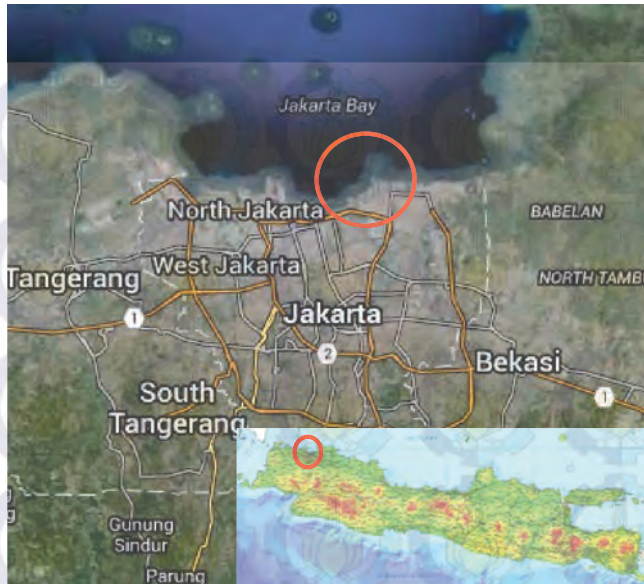 Jakarta Bay
North Jakarta
BABELAN
West Jakarta
Tangerang
NORTH TAMB
1
Jakarta
2
Bekasi
1
South
Tangerang
Gunung
Sindur
Parung